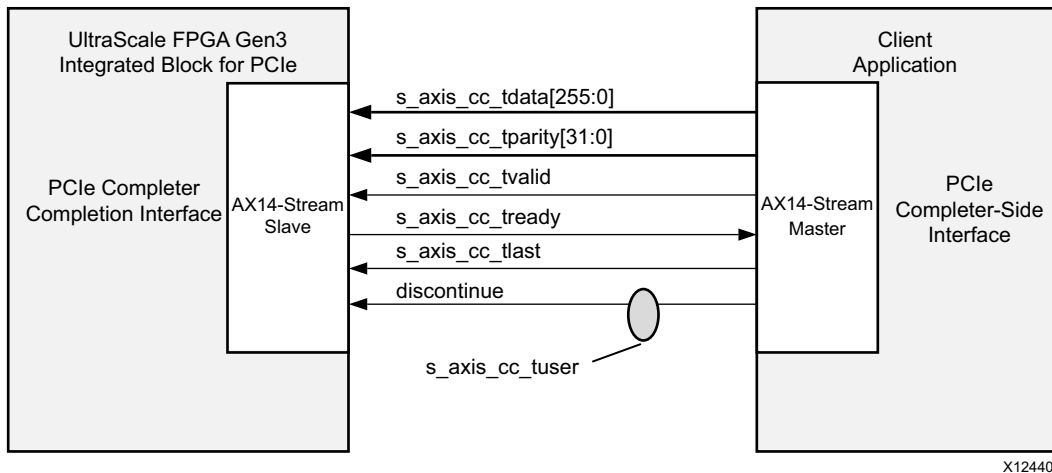 UltraScale FPGA Gen3
Integrated Block for PCIe
PCIe Completer
Completion Interface
AX14-Stream
Slave
s_axis_cc_tdata[255:0]
s_axis_cc_tparity[31:0]
s_axis_cc_tvalid
s_axis_cc_tready
s_axis_cc_tlast
discontinue
s_axis_cc_tuser
Client
Application
AX14-Stream
Master
PCIe
Completer-Side
Interface
X12440